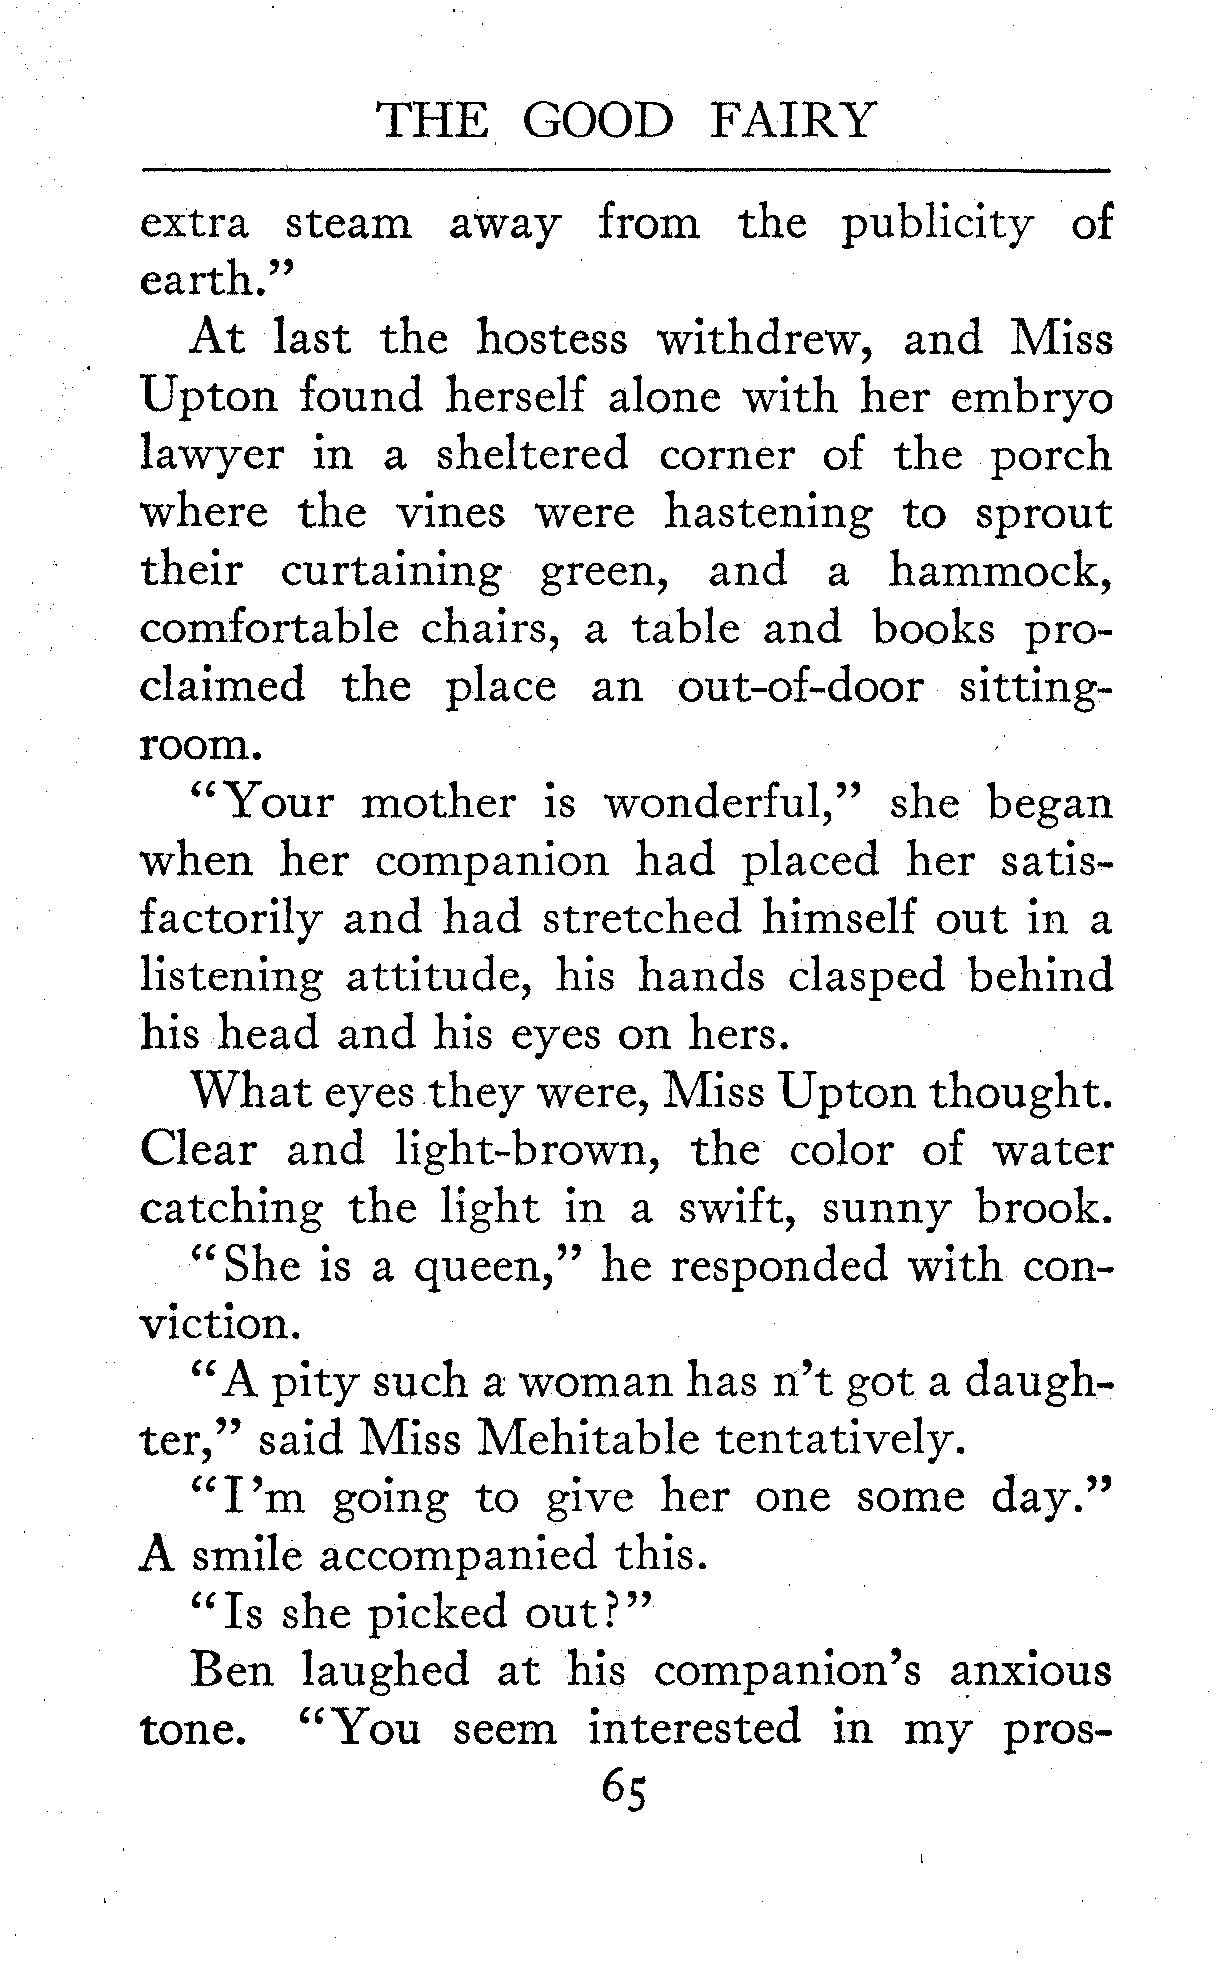 THE GOOD FAIRY
extra steam away from the publicity of
earth.”
At last the hostess withdrew, and Miss
Upton found herself alone with her embryo
lawyer in a sheltered corner of the porch
where the vines were hastening to sprout
their curtaining green, and a hammock,
comfortable chairs, a table and books pro-
claimed the place an out-of-door sitting-
room.
“Your mother is wonderful,” she began
when her companion had placed her satis-
factorily and had stretched himself out in a
listening attitude, his hands clasped behind
his head and his eyes on hers.
What eyes they were, Miss Upton thought.
Clear and light-brown, the color of water
catching the light in a swift, sunny brook.
“She is a queen,” he responded with con-
viction.
“A pity such a woman has n’t got a daugh-
ter,” said Miss Mehitable tentatively.
“I’m going to give her one some day.”
A smile accompanied this.
“Is she picked out?”
Ben laughed at his companion’s anxious
tone. “You seem interested in my pros-
65